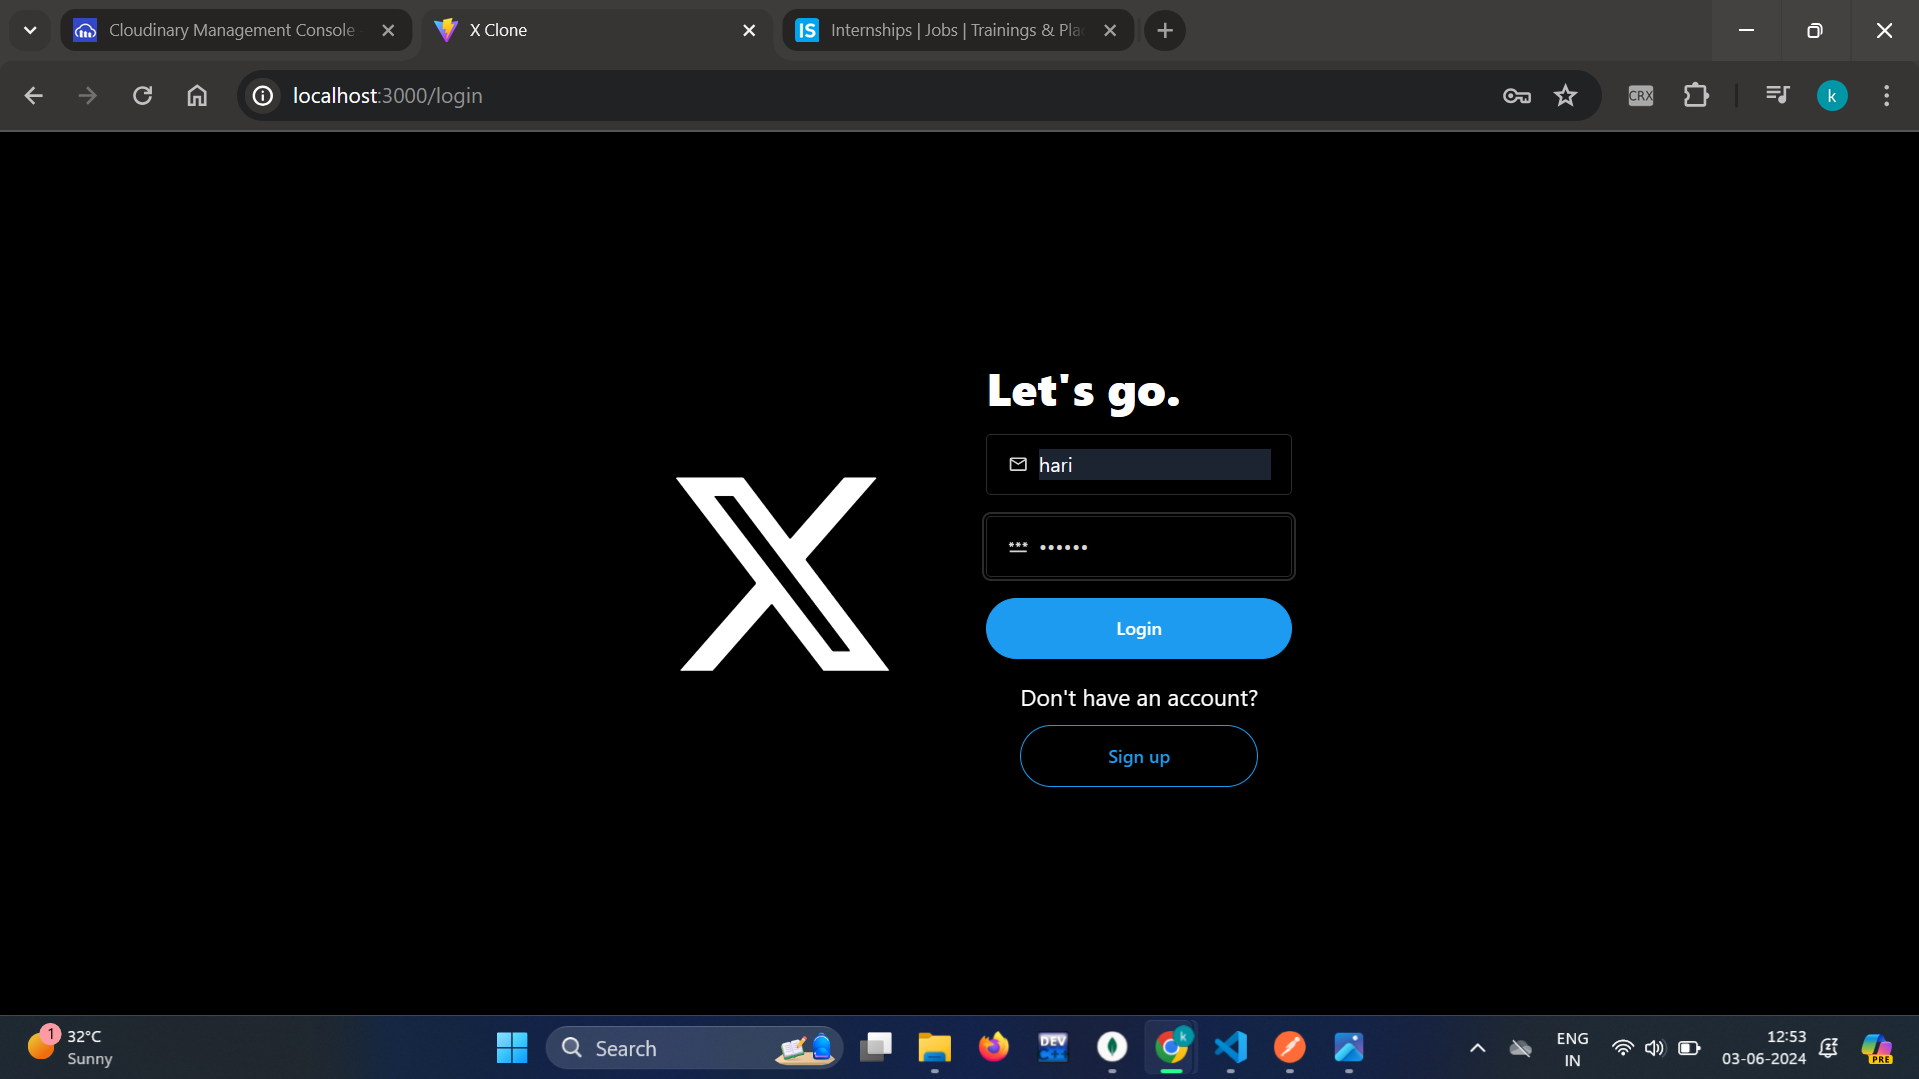 Cloudinary Management Console -
X Clone
IS Internships | Jobs | Trainings & Pla
localhost:3000/login
CRX
k
Let's go.
hari
***
••••••
Login
Don't have an account?
Sign up
1
32°C
Sunny
Search
DEV
k
ENG
IN
12:53
03-06-2024
PRE